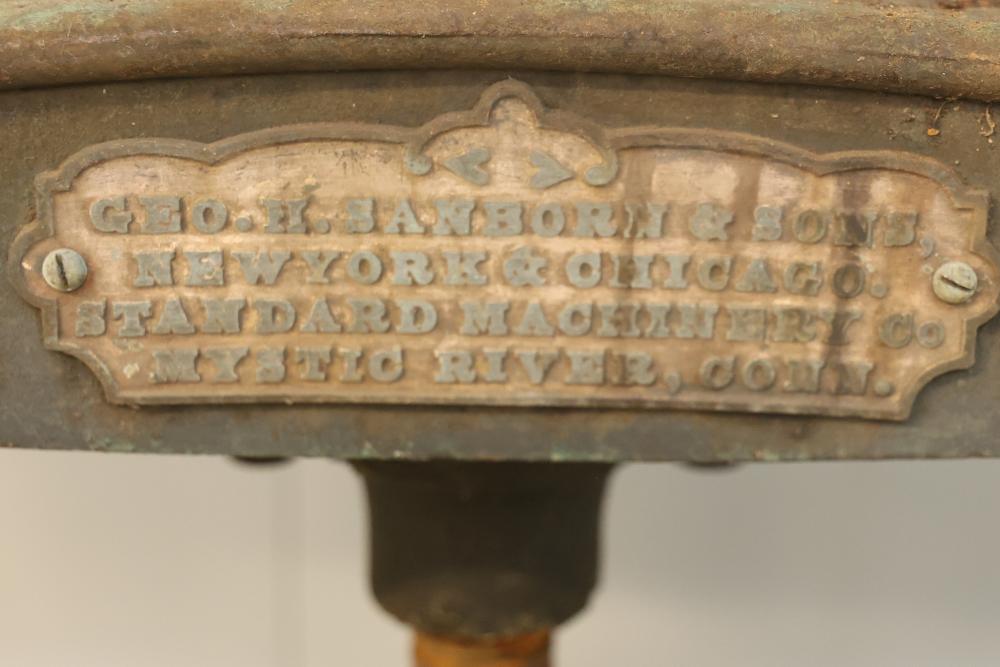 GEO. H. SANBORN & SONS,
NEW YORK & CHICAGO.
STANDARD MACHINERY Co
MYSTIC RIVER, CONN.